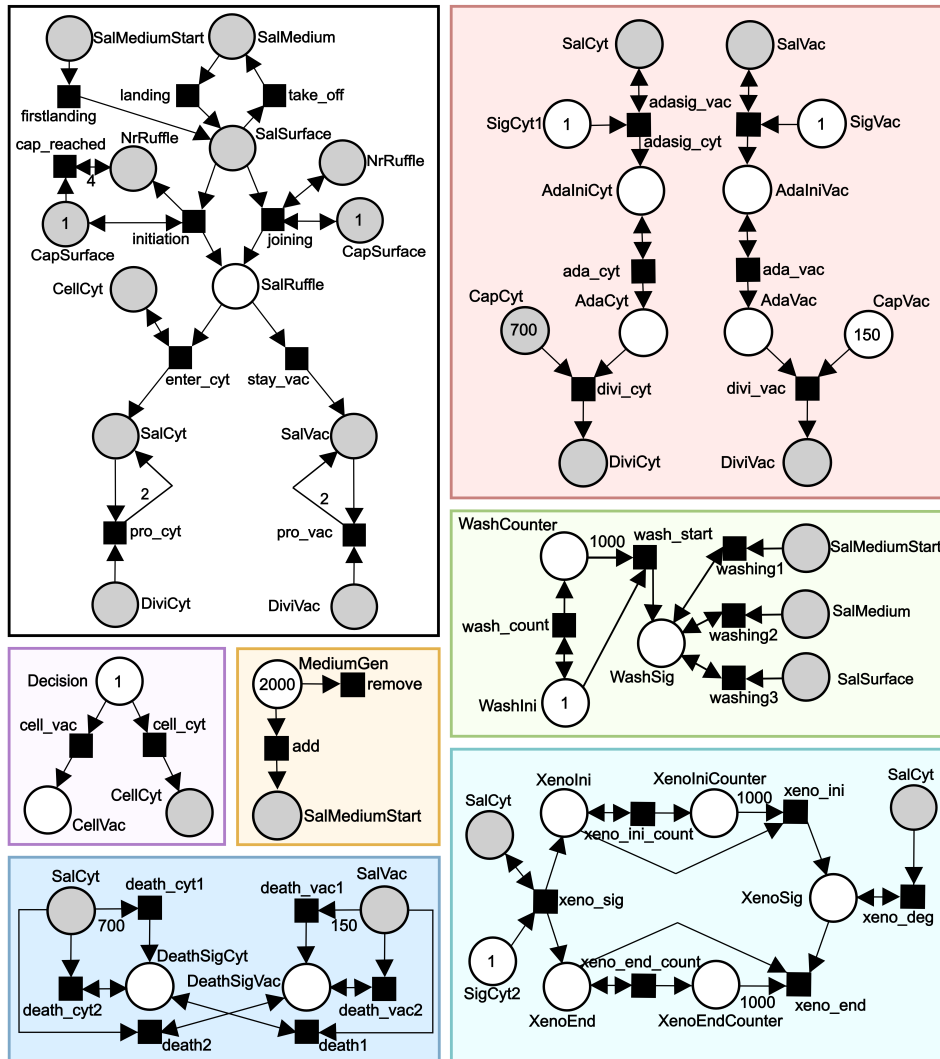 SalMediumStart
SalMedium
landing
take_off
firstlanding
SalSurface
cap_reached
NrRuffle
NrRuffle
4
1
1
initiation
joining
CapSurface
CapSurface
CellCyt
SalRuffle
enter_cyt
stay_vac
SalCyt
SalVac
2
2
pro_cyt
pro_vac
DiviCyt
DiviVac
SalCyt
SalVac
adasig_vac
SigCyt1
1
1
SigVac
adasig_cyt
AdaIniCyt
AdaIniVac
ada_cyt
ada_vac
CapCyt
AdaCyt
AdaVac
CapVac
700
150
divi_cyt
divi_vac
DiviCyt
DiviVac
WashCounter
1000
wash_start
SalMediumStart
washing1
SalMedium
wash_count
washing2
WashSig
SalSurface
WashIni
1
washing3
Decision
1
cell_vac
cell_cyt
CellVac
CellCyt
MediumGen
2000
remove
add
SalMediumStart
SalCyt
death_cyt1
death_vac1
SalVac
700
150
DeathSigCyt
DeathSigVac
death_cyt2
death_vac2
death2
death1
XenoIni
XenoIniCounter
xeno_ini
SalCyt
SalCyt
1000
xeno_ini_count
xeno_sig
XenoSig
xeno_deg
1
SigCyt2
xeno_end_count
1000
xeno_end
XenoEnd
XenoEndCounter